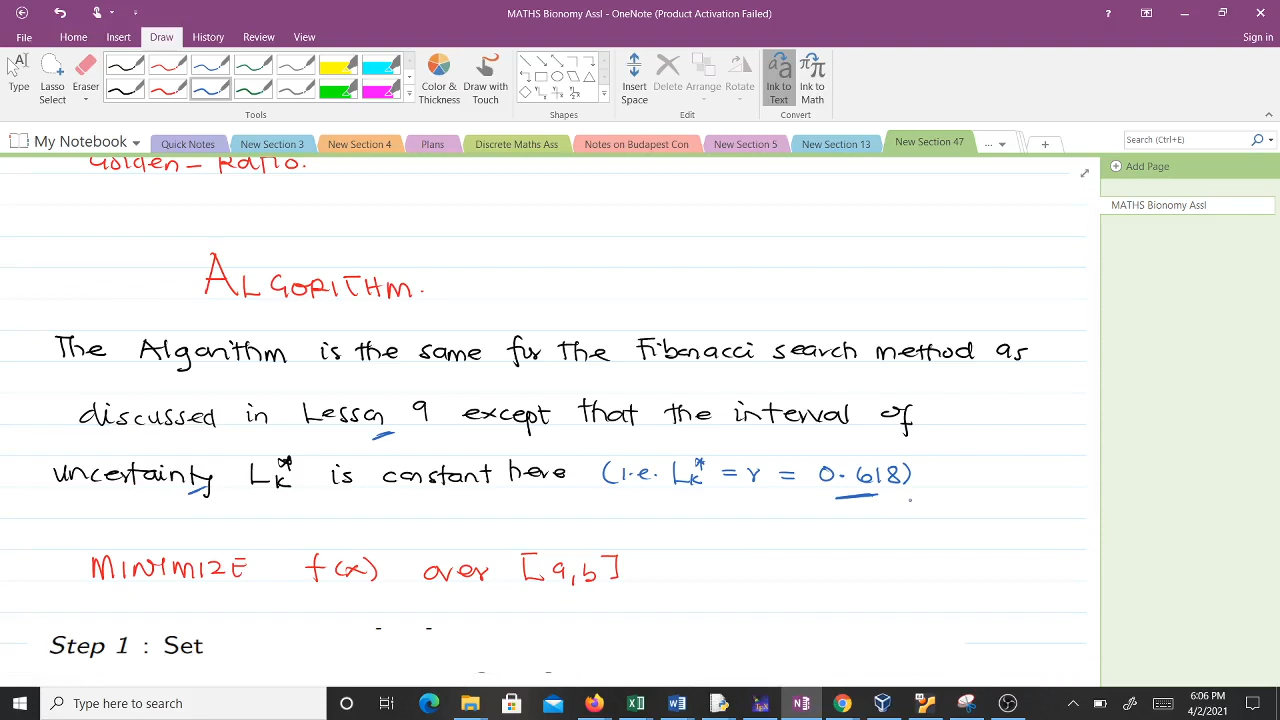 MATHS Bionomy Assl - OneNote (Product Activation Failed)
File Home Insert Draw History Review View
Sign in
Type Lasso Select Eraser
Color & Thickness Draw with Touch
Insert Space Delete Arrange Rotate
Ink to Text Ink to Math
Tools Shapes Edit Convert
My Notebook Quick Notes New Section 3 New Section 4 Plans Discrete Maths Ass Notes on Budapest Con New Section 5 New Section 13 New Section 47 ...
Search (Ctrl+E)
Add Page
MATHS Bionomy Assl
Golden - Ratio.
ALGORITHM.
The Algorithm is the same for the Fibonacci search method as
discussed in Lesson 9 except that the interval of
uncertainty L_K^* is constant here (i.e. L_K^* = r = 0.618)
MINIMIZE f(x) over [a,b]
Step 1 : Set
Type here to search
6:06 PM
4/2/2021